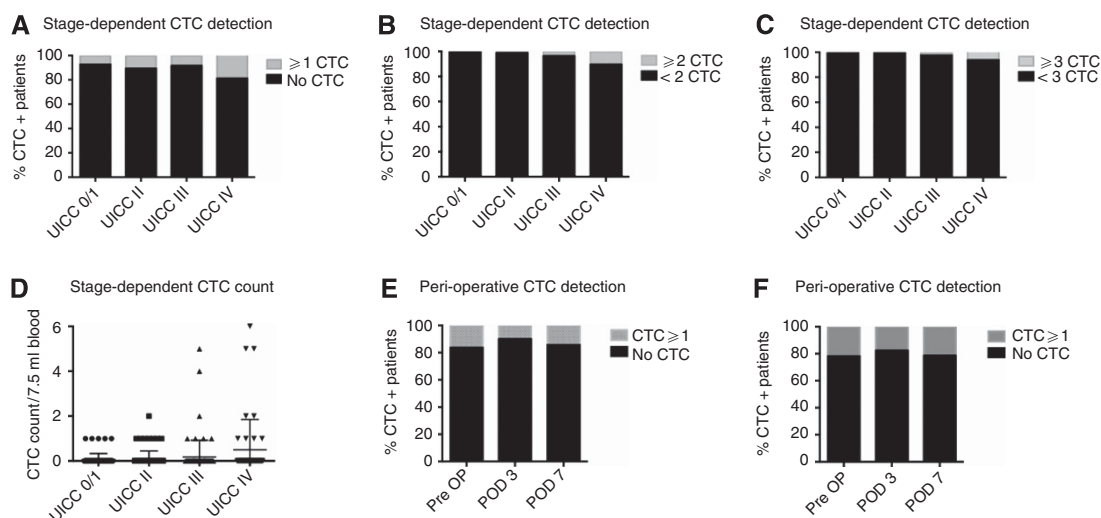 A Stage-dependent CTC detection
% CTC + patients
100
80
60
40
20
0
⩾1 CTC
No CTC
UICC 0/1
UICC II
UICC III
UICC IV
B Stage-dependent CTC detection
% CTC + patients
100
80
60
40
20
0
⩾2 CTC
< 2 CTC
UICC 0/1
UICC II
UICC III
UICC IV
C Stage-dependent CTC detection
% CTC + patients
100
80
60
40
20
0
⩾3 CTC
< 3 CTC
UICC 0/1
UICC II
UICC III
UICC IV
D Stage-dependent CTC count
CTC count/7.5 ml blood
6
4
2
0
UICC 0/1
UICC II
UICC III
UICC IV
E Peri-operative CTC detection
% CTC + patients
100
80
60
40
20
0
CTC⩾1
No CTC
Pre OP
POD 3
POD 7
F Peri-operative CTC detection
% CTC + patients
100
80
60
40
20
0
CTC⩾1
No CTC
Pre OP
POD 3
POD 7